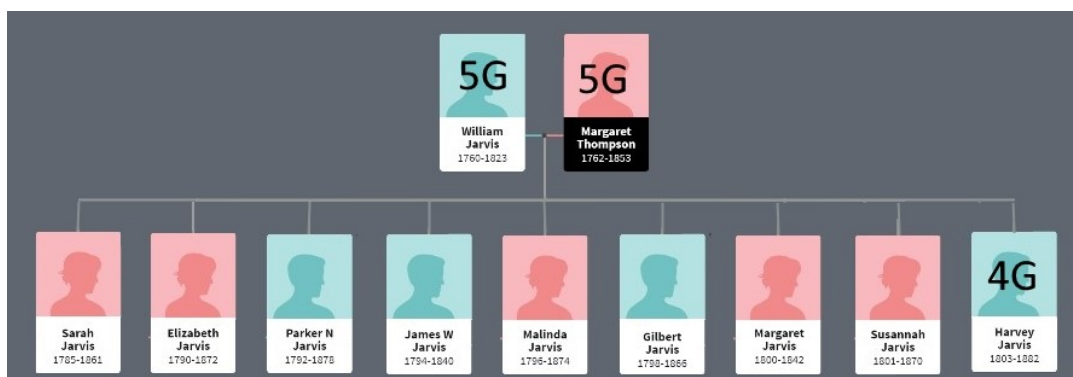 5G
5G
William
Jarvis
1760-1823
Margaret
Thompson
1762-1853
4G
Sarah
Jarvis
1785-1861
Elizabeth
Jarvis
1790-1872
Parker N
Jarvis
1792-1878
James W
Jarvis
1794-1840
Malinda
Jarvis
1796-1874
Gilbert
Jarvis
1798-1866
Margaret
Jarvis
1800-1842
Susannah
Jarvis
1801-1870
Harvey
Jarvis
1803-1882